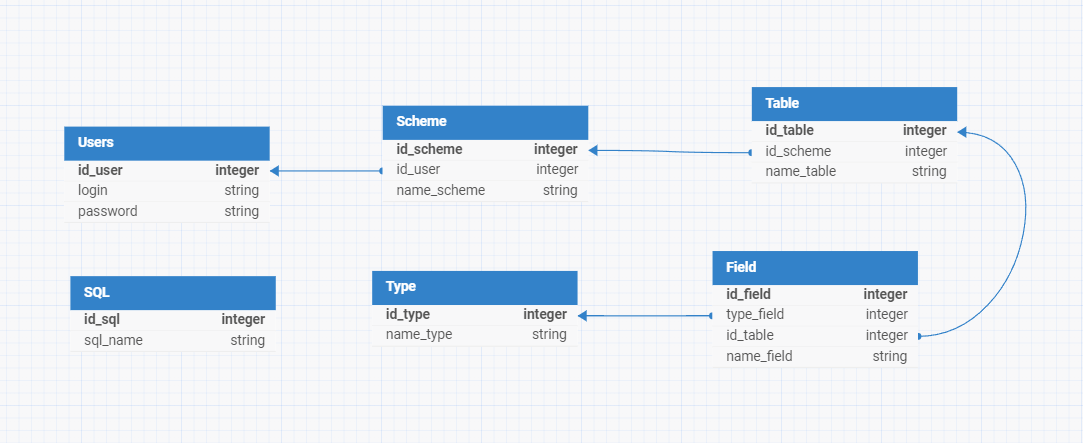 Users
id_user integer
login string
password string
Scheme
id_scheme integer
id_user integer
name_scheme string
Table
id_table integer
id_scheme integer
name_table string
SQL
id_sql integer
sql_name string
Type
id_type integer
name_type string
Field
id_field integer
type_field integer
id_table integer
name_field string